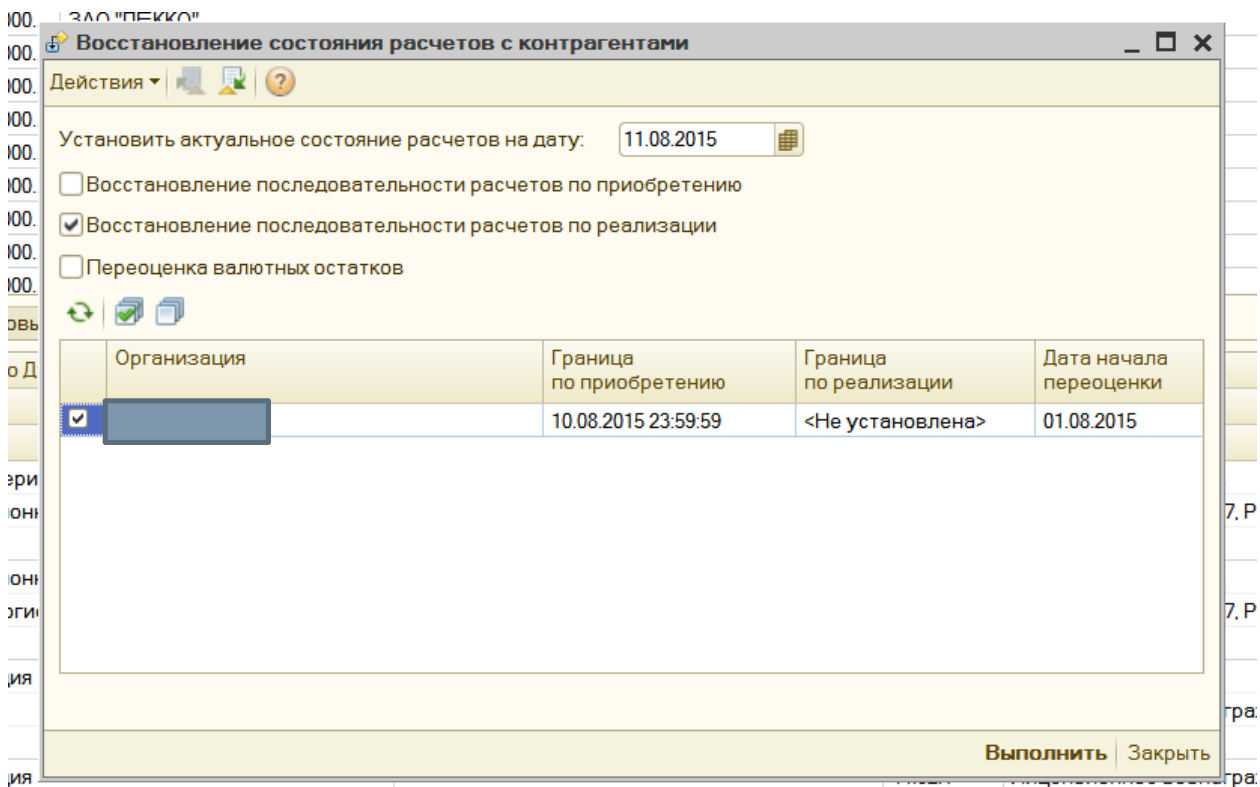 ЗАО "ПЕККО"
Восстановление состояния расчетов с контрагентами
Действия
Установить актуальное состояние расчетов на дату: 11.08.2015
Восстановление последовательности расчетов по приобретению
Восстановление последовательности расчетов по реализации
Переоценка валютных остатков
Организация
Граница
по приобретению
Граница
по реализации
Дата начала
переоценки
10.08.2015 23:59:59
<Не установлена>
01.08.2015
Выполнить
Закрыть